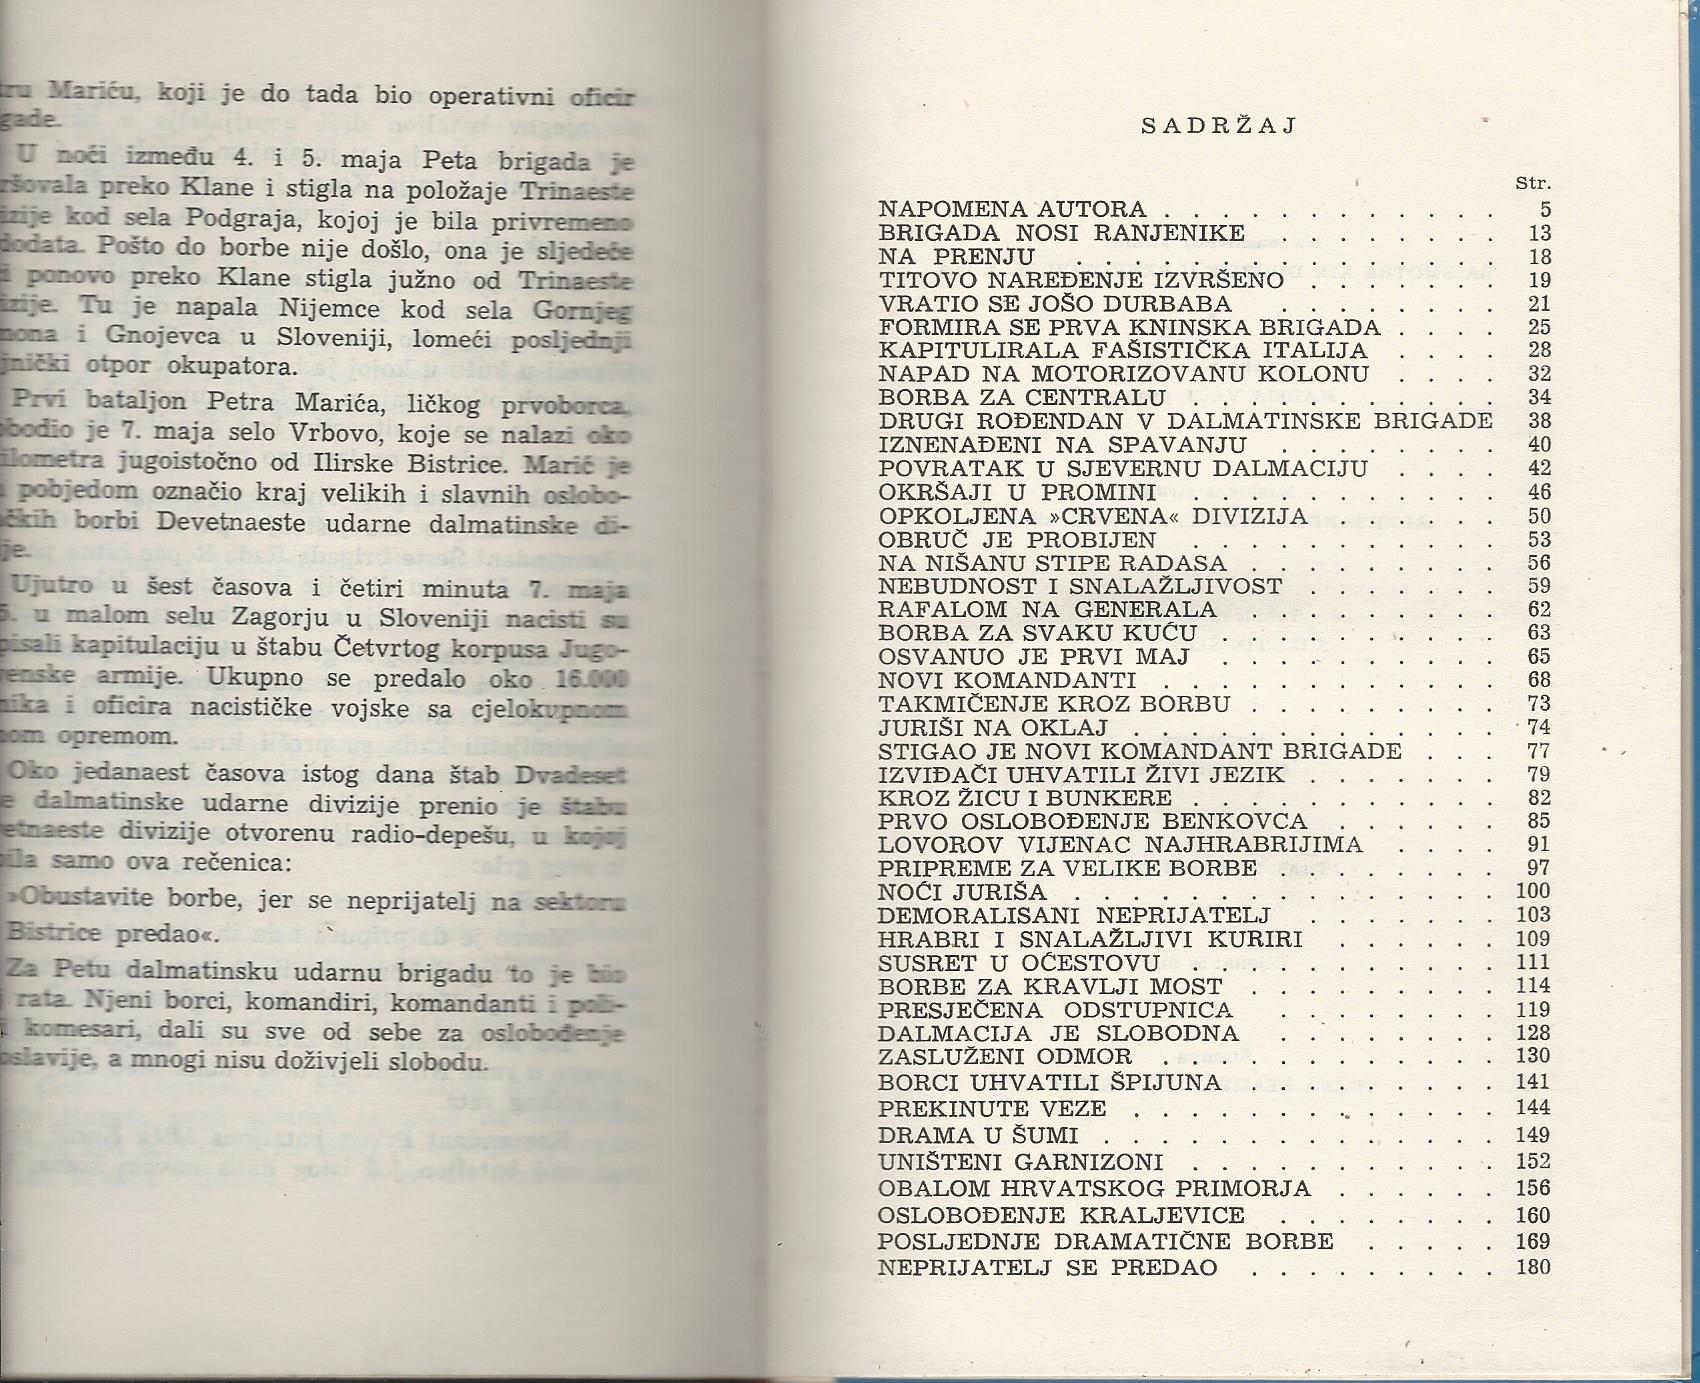 tru Mariću, koji je do tada bio operativni oficir
gade.
U noći između 4. i 5. maja Peta brigada je
ršovala preko Klane i stigla na položaje Trinaeste
izije kod sela Podgraja, kojoj je bila privremeno
dodata. Pošto do borbe nije došlo, ona je sljedeće
i ponovo preko Klane stigla južno od Trinaeste
izije. Tu je napala Nijemce kod sela Gornjeg
mona i Gnojevca u Sloveniji, lomeći posljednji
jnički otpor okupatora.
Prvi bataljon Petra Marića, ličkog prvoborca,
obodio je 7. maja selo Vrbovo, koje se nalazi oko
ilometra jugoistočno od Ilirske Bistrice. Marić je
pobjedom označio kraj velikih i slavnih oslobo-
čkih borbi Devetnaeste udarne dalmatinske di-
je.
Ujutro u šest časova i četiri minuta 7. maja
5. u malom selu Zagorju u Sloveniji nacisti su
pisali kapitulaciju u štabu Četvrtog korpusa Jugo-
venske armije. Ukupno se predalo oko 16.000
nika i oficira nacističke vojske sa cjelokupnom
nom opremom.
Oko jedanaest časova istog dana štab Dvadeset
e dalmatinske udarne divizije prenio je štabu
etnaeste divizije otvorenu radio-depešu, u kojoj
bila samo ova rečenica:
»Obustavite borbe, jer se neprijatelj na sektoru
Bistrice predao«.
Za Petu dalmatinsku udarnu brigadu to je bio
j rata. Njeni borci, komandiri, komandanti i poli-
i komesari, dali su sve od sebe za oslobođenje
oslavije, a mnogi nisu doživjeli slobodu.
SADRŽAJ
Str.
NAPOMENA AUTORA . . . . . . . . . . . . 5
BRIGADA NOSI RANJENIKE . . . . . . . . 13
NA PRENJU . . . . . . . . . . . . . . . 18
TITOVO NAREĐENJE IZVRŠENO . . . . . . . 19
VRATIO SE JOŠO DURBABA . . . . . . . . 21
FORMIRA SE PRVA KNINSKA BRIGADA . . . . 25
KAPITULIRALA FAŠISTIČKA ITALIJA . . . . 28
NAPAD NA MOTORIZOVANU KOLONU . . . . 32
BORBA ZA CENTRALU . . . . . . . . . . . 34
DRUGI ROĐENDAN V DALMATINSKE BRIGADE 38
IZNENAĐENI NA SPAVANJU . . . . . . . . 40
POVRATAK U SJEVERNU DALMACIJU . . . . 42
OKRŠAJI U PROMINI . . . . . . . . . . . 46
OPKOLJENA »CRVENA« DIVIZIJA . . . . . . 50
OBRUČ JE PROBIJEN . . . . . . . . . . . 53
NA NIŠANU STIPE RADASA . . . . . . . . . 56
NEBUDNOST I SNALAŽLJIVOST . . . . . . . 59
RAFALOM NA GENERALA . . . . . . . . . 62
BORBA ZA SVAKU KUĆU . . . . . . . . . . 63
OSVANUO JE PRVI MAJ . . . . . . . . . . 65
NOVI KOMANDANTI . . . . . . . . . . . . 68
TAKMIČENJE KROZ BORBU . . . . . . . . . 73
JURIŠI NA OKLAJ . . . . . . . . . . . . . 74
STIGAO JE NOVI KOMANDANT BRIGADE . . . 77
IZVIĐAČI UHVATILI ŽIVI JEZIK . . . . . . . 79
KROZ ŽICU I BUNKERE . . . . . . . . . . . 82
PRVO OSLOBOĐENJE BENKOVCA . . . . . . 85
LOVOROV VIJENAC NAJHRABRIJIMA . . . . 91
PRIPREME ZA VELIKE BORBE . . . . . . . 97
NOĆI JURIŠA . . . . . . . . . . . . . . . 100
DEMORALISANI NEPRIJATELJ . . . . . . . 103
HRABRI I SNALAŽLJIVI KURIRI . . . . . . 109
SUSRET U OĆESTOVU . . . . . . . . . . . 111
BORBE ZA KRAVLJI MOST . . . . . . . . . 114
PRESJEČENA ODSTUPNICA . . . . . . . . 119
DALMACIJA JE SLOBODNA . . . . . . . . 128
ZASLUŽENI ODMOR . . . . . . . . . . . . 130
BORCI UHVATILI ŠPIJUNA . . . . . . . . . 141
PREKINUTE VEZE . . . . . . . . . . . . . 144
DRAMA U ŠUMI . . . . . . . . . . . . . . 149
UNIŠTENI GARNIZONI . . . . . . . . . . . 152
OBALOM HRVATSKOG PRIMORJA . . . . . . 156
OSLOBOĐENJE KRALJEVICE . . . . . . . . 160
POSLJEDNJE DRAMATIČNE BORBE . . . . . 169
NEPRIJATELJ SE PREDAO . . . . . . . . . 180